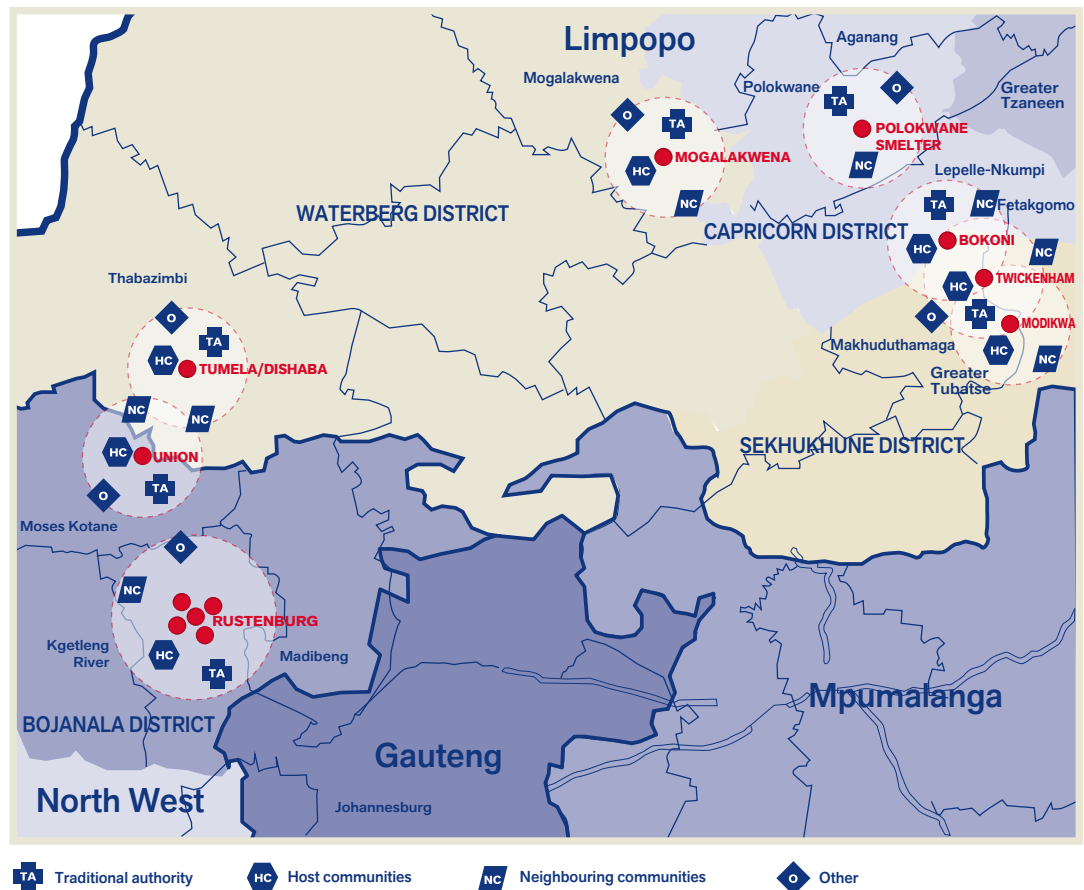 Limpopo
Aganang
Mogalakwena
Polokwane
Greater
Tzaneen
O
TA
O
TA
POLOKWANE
SMELTER
MOGALAKWENA
HC
NC
NC
Lepelle-Nkumpi
WATERBERG DISTRICT
TA
NC
Fetakgomo
CAPRICORN DISTRICT
HC
BOKONI
NC
Thabazimbi
HC
TWICKENHAM
O
TA
O
TA
MODIKWA
HC
TUMELA/DISHABA
Makhuduthamaga
HC
NC
Greater
Tubatse
NC
NC
HC
UNION
SEKHUKHUNE DISTRICT
O
TA
Moses Kotane
O
NC
RUSTENBURG
Kgetleng
River
HC
Madibeng
TA
BOJANALA DISTRICT
Mpumalanga
Gauteng
North West
Johannesburg
TA Traditional authority
HC Host communities
NC Neighbouring communities
O Other